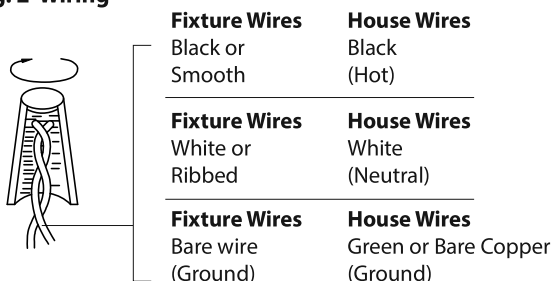 Wiring
Fixture Wires House Wires
Black or Black
Smooth (Hot)
Fixture Wires House Wires
White or White
Ribbed (Neutral)
Fixture Wires House Wires
Bare wire Green or Bare Copper
(Ground) (Ground)